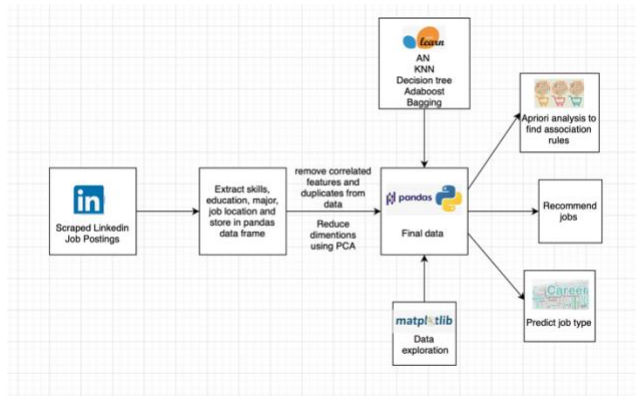 in
Scraped Linkedin
Job Postings
Extract skills,
education, major,
job location and
store in pandas
data frame
remove correlated
features and
duplicates from
data
Reduce
dimentions
using PCA
learn
AN
KNN
Decision tree
Adaboost
Bagging
pandas
Final data
matplotlib
Data
exploration
Apriori analysis to
find association
rules
Recommend
jobs
Career
Predict job type